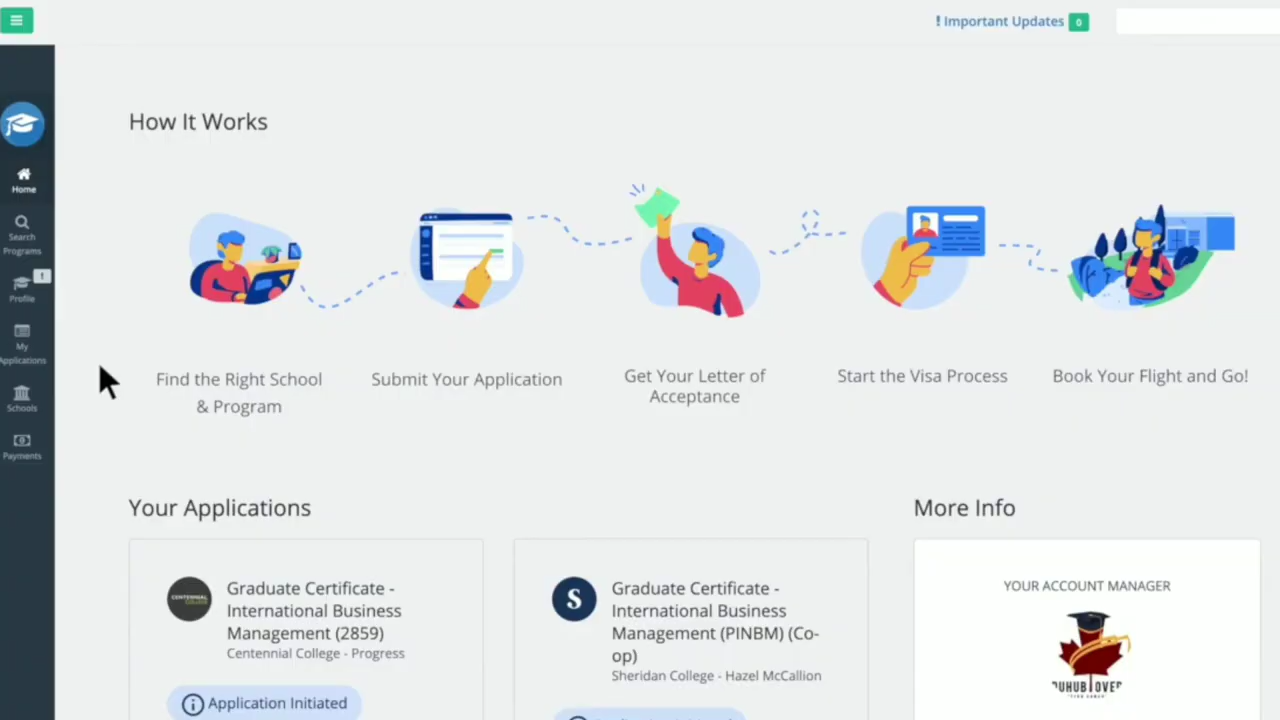 ! Important Updates 0
How It Works
Home
Search
Programs
1
Profile
My
Applications
Schools
Payments
Find the Right School
& Program
Submit Your Application
Get Your Letter of
Acceptance
Start the Visa Process
Book Your Flight and Go!
Your Applications
CENTENNIAL
Graduate Certificate -
International Business
Management (2859)
Centennial College - Progress
Application Initiated
S
Graduate Certificate -
International Business
Management (PINBM) (Co-
op)
Sheridan College - Hazel McCallion
More Info
YOUR ACCOUNT MANAGER